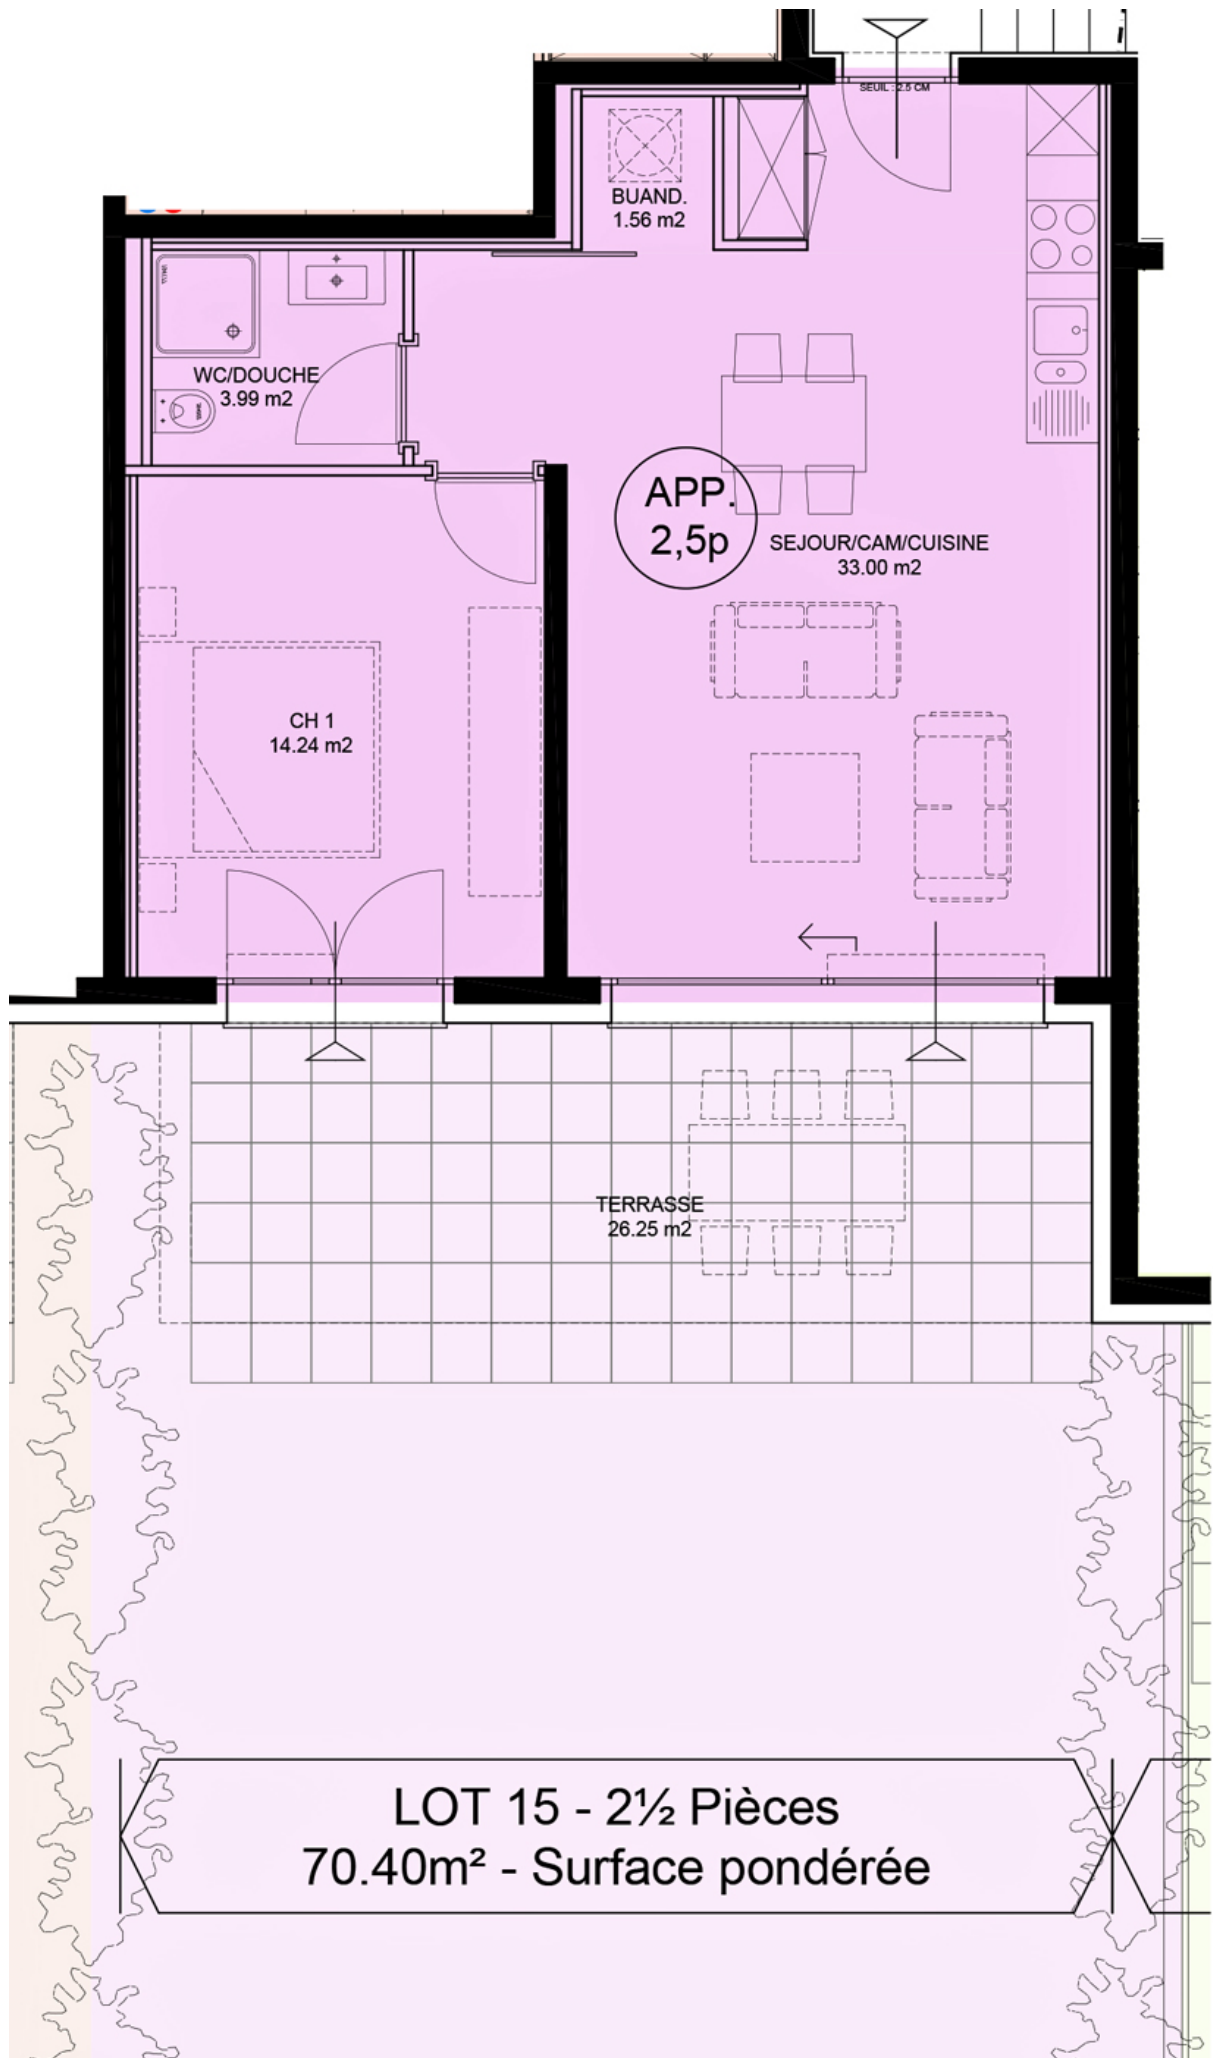 SEUIL : 2.5 CM
BUAND.
1.56 m2
WC/DOUCHE
3.99 m2
APP.
2,5p
SEJOUR/CAM/CUISINE
33.00 m2
CH 1
14.24 m2
TERRASSE
26.25 m2
LOT 15 - 2½ Pièces
70.40m² - Surface pondérée